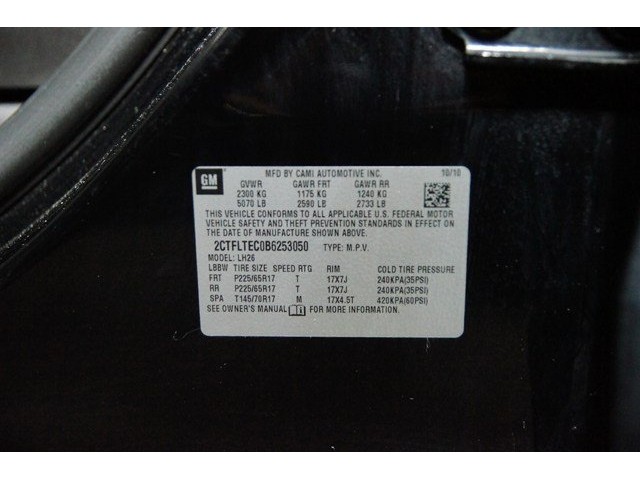 GM MFD BY CAMI AUTOMOTIVE INC. 10/10
GVWR GAWR FRT GAWR RR
2300 KG 1175 KG 1240 KG
5070 LB 2590 LB 2733 LB
THIS VEHICLE CONFORMS TO ALL APPLICABLE U.S. FEDERAL MOTOR
VEHICLE SAFETY AND THEFT PREVENTION STANDARDS IN EFFECT ON
THE DATE OF MANUFACTURE SHOWN ABOVE.
2CTFLTEC0B6253050 TYPE: M.P.V.
MODEL: LH26
LBBW TIRE SIZE SPEED RTG RIM COLD TIRE PRESSURE
FRT P225/65R17 T 17X7J 240KPA(35PSI)
RR P225/65R17 T 17X7J 240KPA(35PSI)
SPA T145/70R17 M 17X4.5T 420KPA(60PSI)
SEE OWNER'S MANUAL FOR MORE INFORMATION